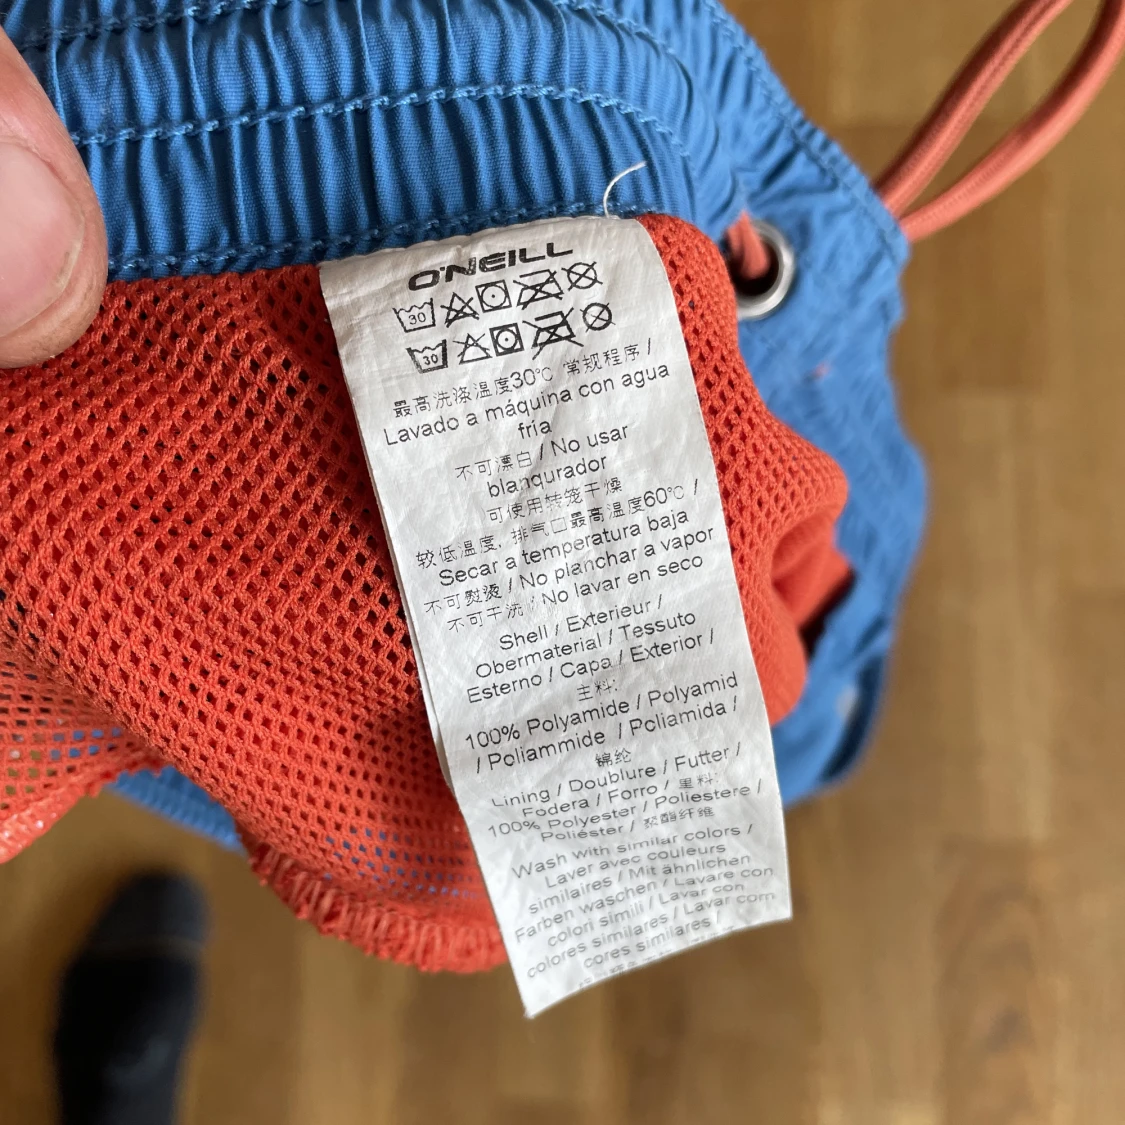 O'NEILL
30
30
最高洗涤温度30℃ 常规程序 /
Lavado a máquina con agua
fría
不可漂白 / No usar
blanqurador
可使用转笼干燥
较低温度, 排气口最高温度60℃ /
Secar a temperatura baja
不可熨烫 / No planchar a vapor
不可干洗 / No lavar en seco
Shell / Exterieur /
Obermaterial / Tessuto
Esterno / Capa / Exterior /
主料:
100% Polyamide / Polyamid
/ Poliammide / Poliamida /
锦纶
Lining / Doublure / Futter /
Fodera / Forro / 里料:
100% Polyester / Poliestere /
Poliéster / 聚酯纤维
Wash with similar colors /
Laver avec couleurs
similaires / Mit ähnlichen
Farben waschen / Lavare con
colori simili / Lavar con
colores similares / Lavar com
cores similares /